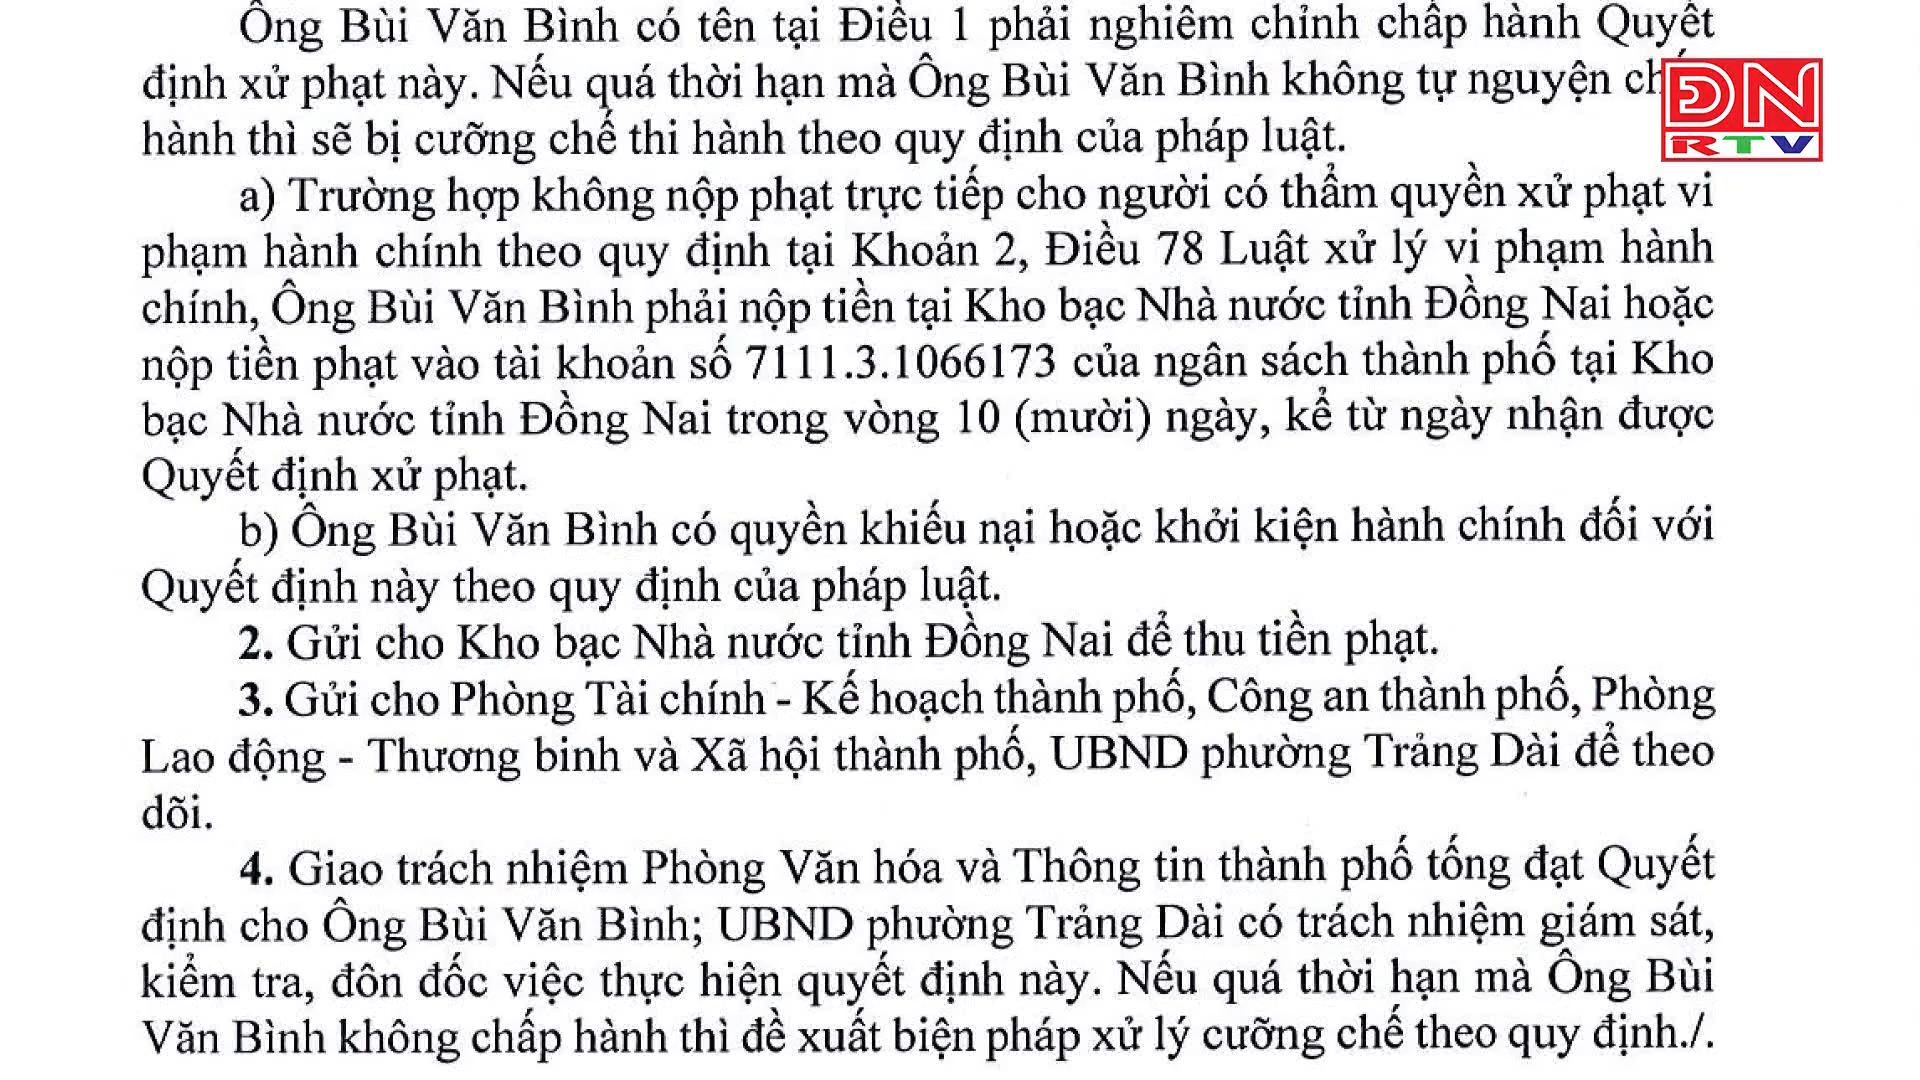 Ông Bùi Văn Bình có tên tại Điều 1 phải nghiêm chỉnh chấp hành Quyết
định xử phạt này. Nếu quá thời hạn mà Ông Bùi Văn Bình không tự nguyện
hành thì sẽ bị cưỡng chế thi hành theo quy định của pháp luật.
a) Trường hợp không nộp phạt trực tiếp cho người có thẩm quyền xử phạt vi
phạm hành chính theo quy định tại Khoản 2, Điều 78 Luật xử lý vi phạm hành
chính, Ông Bùi Văn Bình phải nộp tiền tại Kho bạc Nhà nước tỉnh Đồng Nai hoặc
nộp tiền phạt vào tài khoản số 7111.3.1066173 của ngân sách thành phố tại Kho
bạc Nhà nước tỉnh Đồng Nai trong vòng 10 (mười) ngày, kể từ ngày nhận được
Quyết định xử phạt.
b) Ông Bùi Văn Bình có quyền khiếu nại hoặc khởi kiện hành chính đối với
Quyết định này theo quy định của pháp luật.
2. Gửi cho Kho bạc Nhà nước tỉnh Đồng Nai để thu tiền phạt.
3. Gửi cho Phòng Tài chính - Kế hoạch thành phố, Công an thành phố, Phòng
Lao động - Thương binh và Xã hội thành phố, UBND phường Trảng Dài để theo
dõi.
4. Giao trách nhiệm Phòng Văn hóa và Thông tin thành phố tống đạt Quyết
định cho Ông Bùi Văn Bình; UBND phường Trảng Dài có trách nhiệm giám sát,
kiểm tra, đôn đốc việc thực hiện quyết định này. Nếu quá thời hạn mà Ông Bùi
Văn Bình không chấp hành thì đề xuất biện pháp xử lý cưỡng chế theo quy định./.
ĐN
RTV